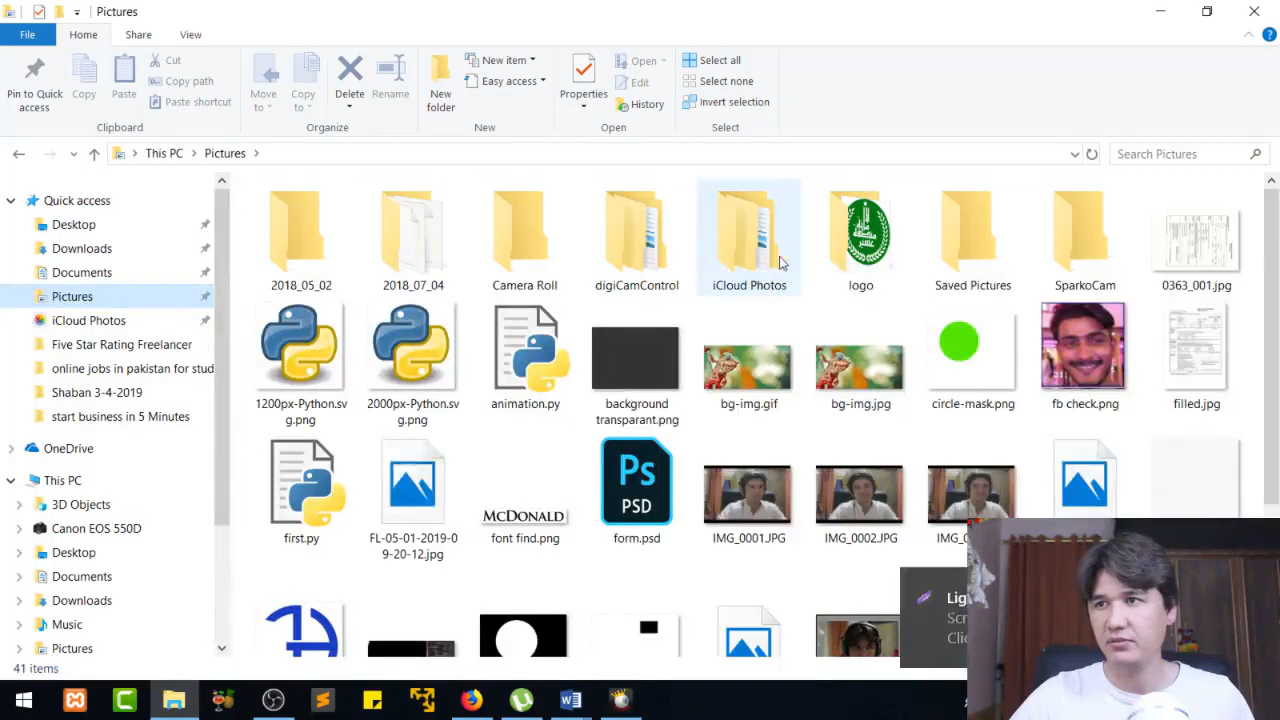 Pictures
File Home Share View
Pin to Quick access
Copy
Paste
Cut
Copy path
Paste shortcut
Clipboard
Move to
Copy to
Delete
Rename
Organize
New folder
New item
Easy access
New
Properties
Open
Edit
History
Open
Select all
Select none
Invert selection
Select
This PC Pictures
Search Pictures
Quick access
Desktop
Downloads
Documents
Pictures
iCloud Photos
Five Star Rating Freelancer
online jobs in pakistan for stud
Shaban 3-4-2019
start business in 5 Minutes
OneDrive
This PC
3D Objects
Canon EOS 550D
Desktop
Documents
Downloads
Music
Pictures
2018_05_02
2018_07_04
Camera Roll
digiCamControl
iCloud Photos
logo
Saved Pictures
SparkoCam
0363_001.jpg
1200px-Python.sv
g.png
2000px-Python.sv
g.png
animation.py
background
transparant.png
bg-img.gif
bg-img.jpg
circle-mask.png
fb check.png
filled.jpg
first.py
FL-05-01-2019-0
9-20-12.jpg
MCDONALD
font find.png
Ps
PSD
form.psd
IMG_0001.JPG
IMG_0002.JPG
IMG_0
Lig
Scr
Clic
41 items